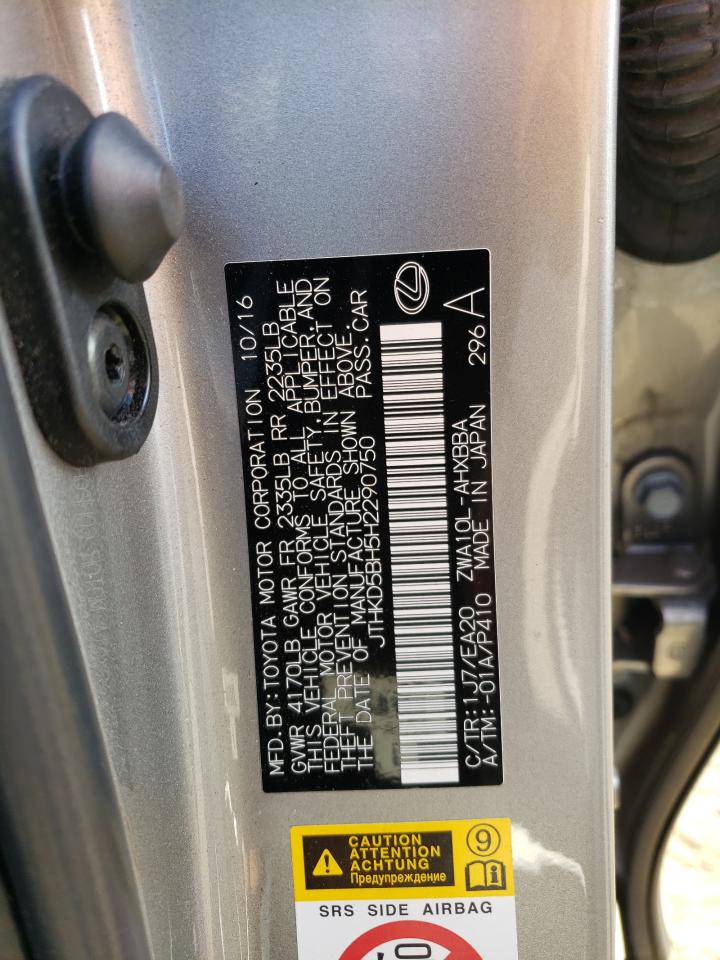 MFD.BY:TOYOTA MOTOR CORPORATION 10/16
GVWR 4170LB GAWR FR 2335LB RR 2235LB
THIS VEHICLE CONFORMS TO ALL APPLICABLE
FEDERAL MOTOR VEHICLE SAFETY, BUMPER, AND
THEFT PREVENTION STANDARDS IN EFFECT ON
THE DATE OF MANUFACTURE SHOWN ABOVE.
JTHKD5BH5H2290750 PASS.CAR
C/TR:1J7/EA20 ZWA10L-AHXBBA
A/TM:-01A/P410 MADE IN JAPAN 296 A
CAUTION
ATTENTION
ACHTUNG
Предупреждение
9
SRS SIDE AIRBAG